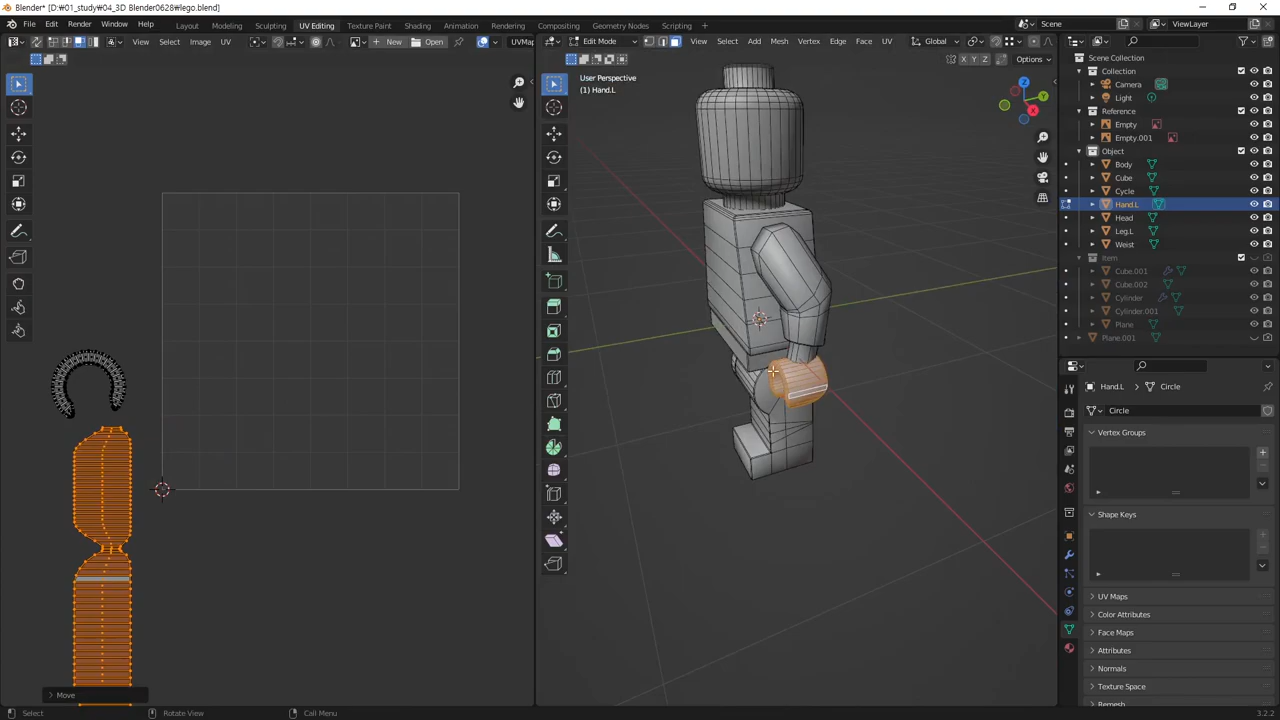 Blender* [D:₩01_study₩04_3D Blender0628₩lego.blend]
File Edit Render Window Help Layout Modeling Sculpting UV Editing Texture Paint Shading Animation Rendering Compositing Geometry Nodes Scripting + Scene ViewLayer
View Select Image UV New Open UVMap Edit Mode View Select Add Mesh Vertex Edge Face UV Global
X Y Z Options
User Perspective
(1) Hand.L
Z
Y
X
Scene Collection
Collection
Camera
Light
Reference
Empty
Empty.001
Object
Body
Cube
Cycle
Hand.L
Head
Leg.L
Weist
Item
Cube.001
Cube.002
Cylinder
Cylinder.001
Plane
Plane.001
Hand.L > Circle
Circle
Vertex Groups
Shape Keys
UV Maps
Color Attributes
Face Maps
Attributes
Normals
Texture Space
Remesh
Move
Select Rotate View Call Menu 3.2.2